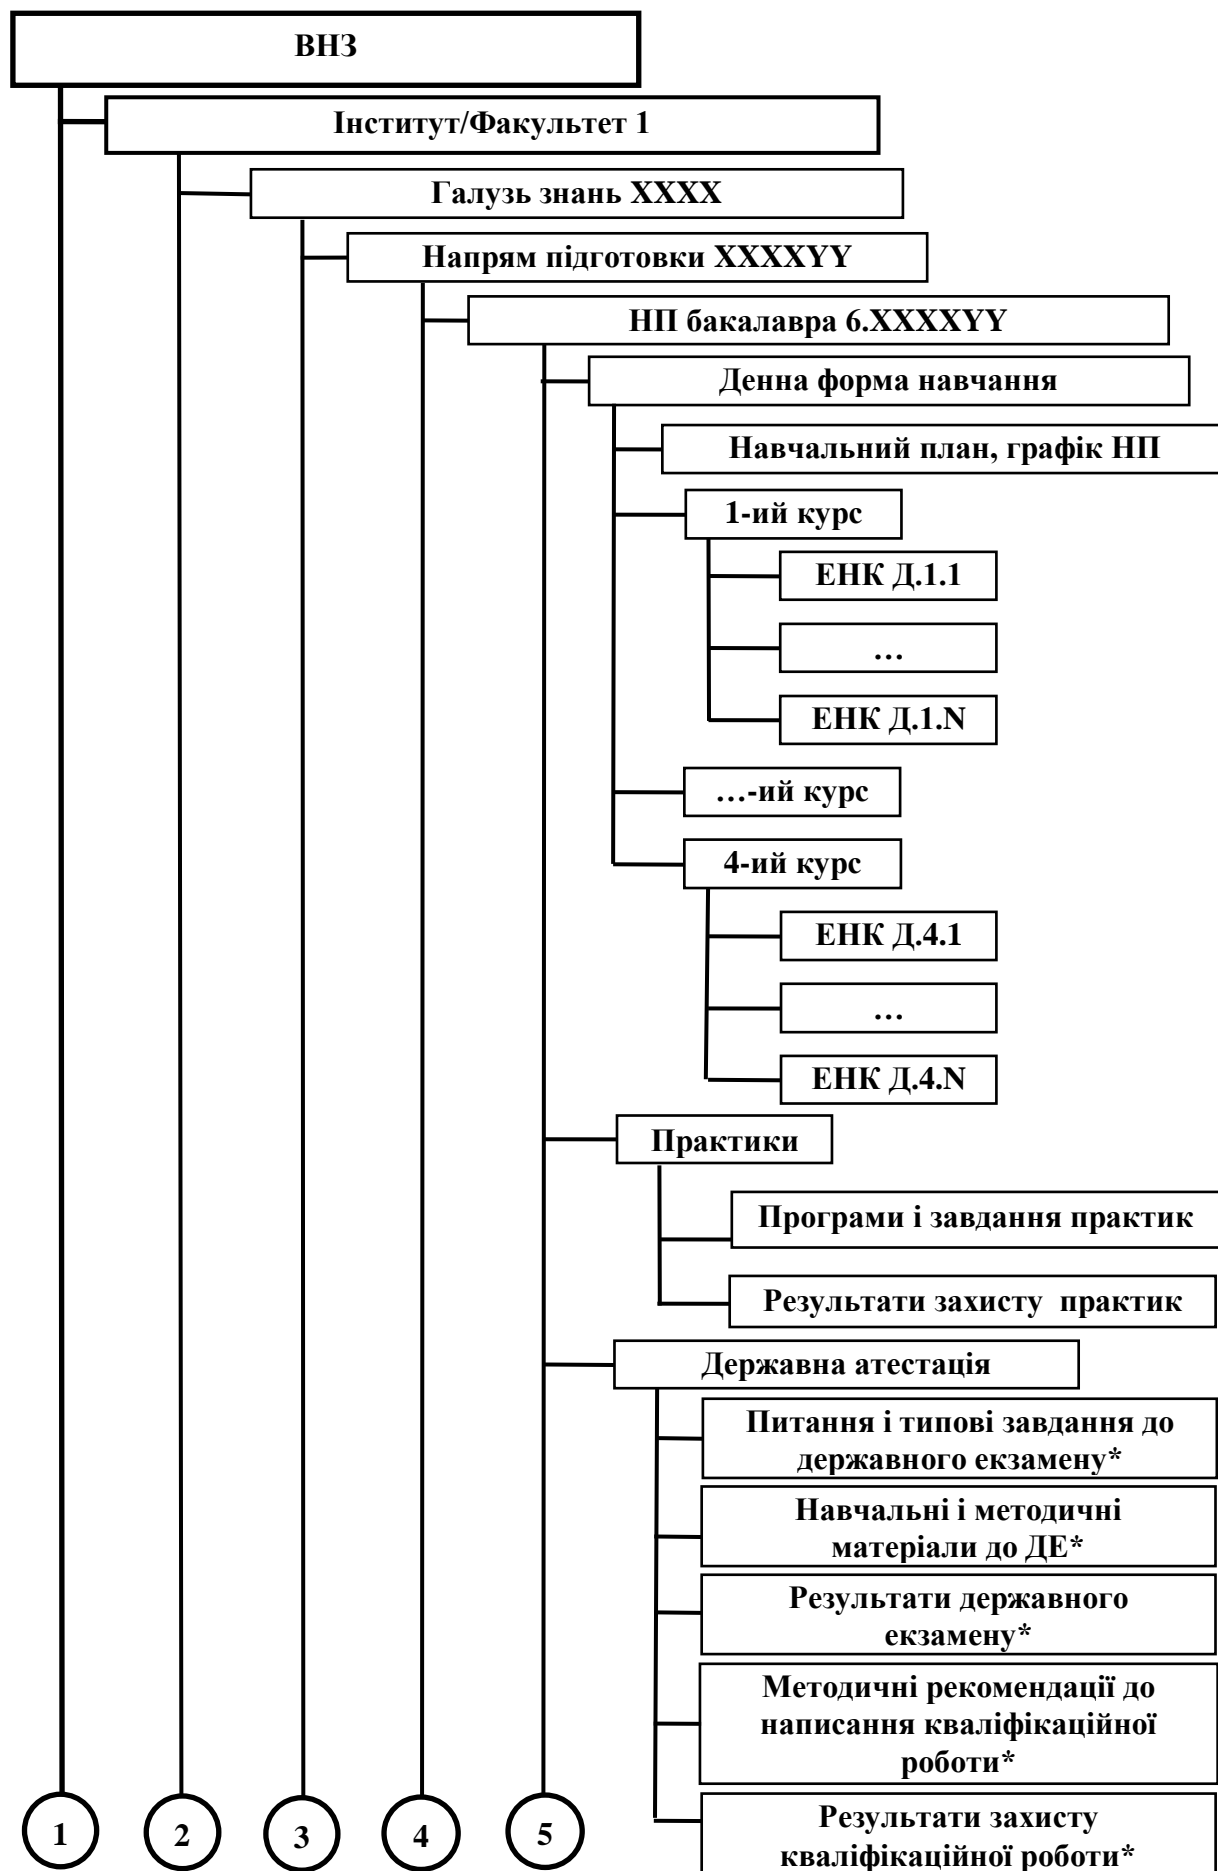 ВНЗ
Інститут/Факультет 1
Галузь знань XXXX
Напрям підготовки XXXXYY
НП бакалавра 6.XXXXYY
Денна форма навчання
Навчальний план, графік НП
1-ий курс
ЕНК Д.1.1
…
ЕНК Д.1.N
…-ий курс
4-ий курс
ЕНК Д.4.1
…
ЕНК Д.4.N
Практики
Програми і завдання практик
Результати захисту практик
Державна атестація
Питання і типові завдання до
державного екзамену*
Навчальні і методичні
матеріали до ДЕ*
Результати державного
екзамену*
Методичні рекомендації до
написання кваліфікаційної
роботи*
Результати захисту
кваліфікаційної роботи*
1 2 3 4 5